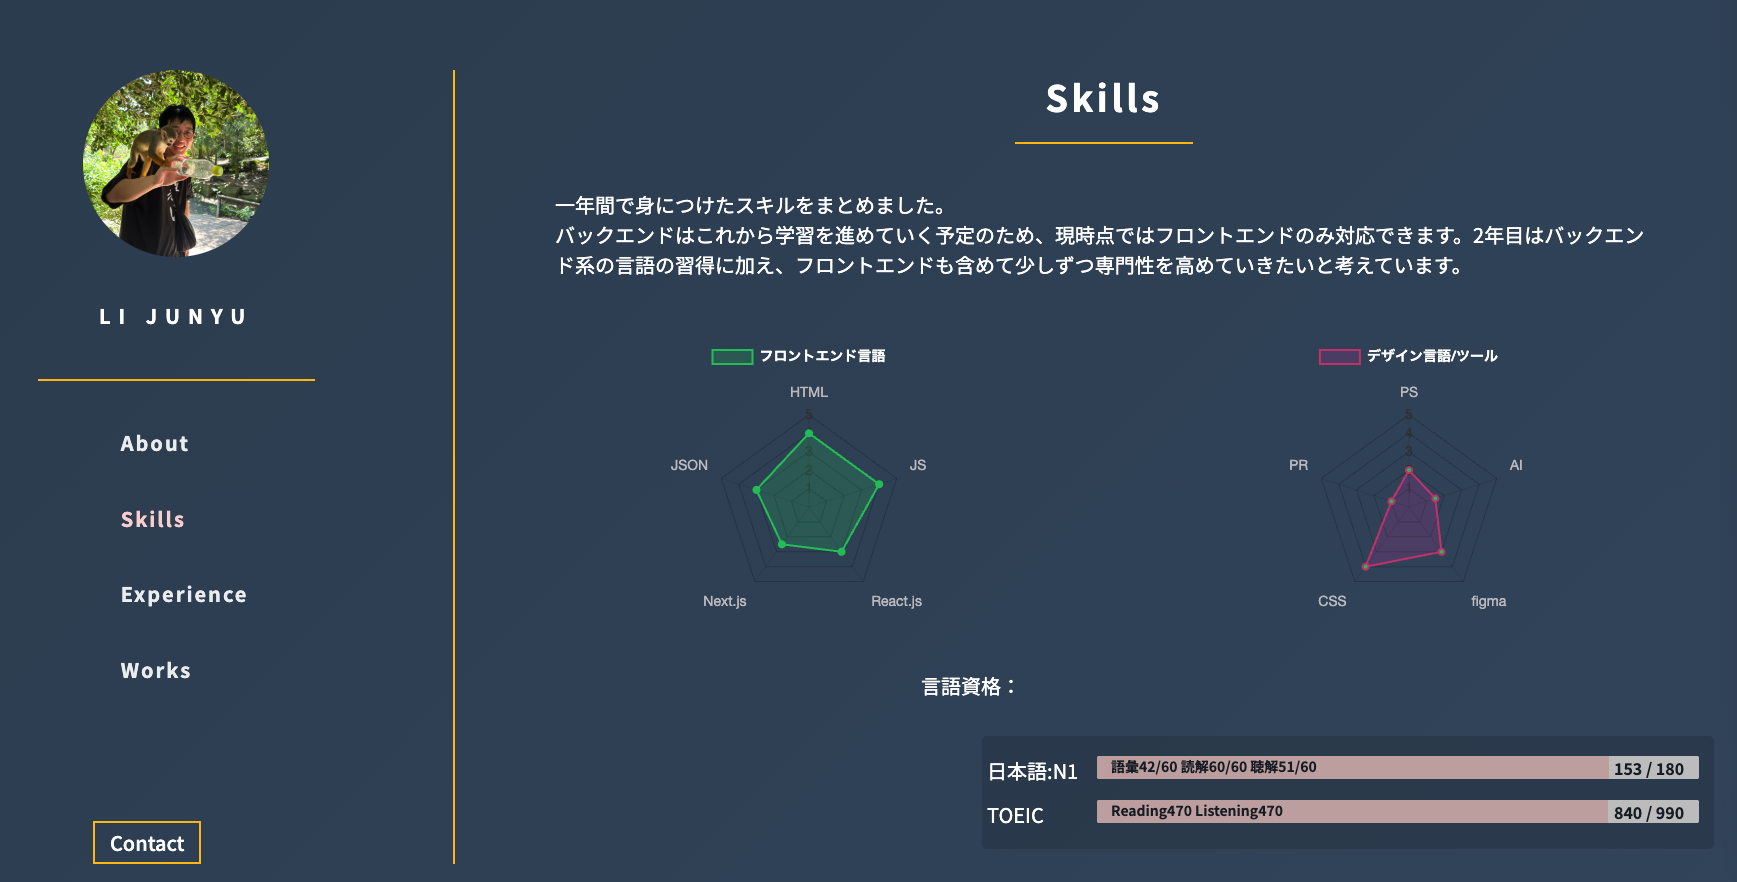 LI JUNYU
About
Skills
Experience
Works
Contact
Skills
一年間で身につけたスキルをまとめました。
バックエンドはこれから学習を進めていく予定のため、現時点ではフロントエンドのみ対応できます。2年目はバックエン
ド系の言語の習得に加え、フロントエンドも含めて少しずつ専門性を高めていきたいと考えています。
フロントエンド言語
HTML
5
3
2
1
JSON
JS
Next.js
React.js
デザイン言語/ツール
PS
5
4
3
1
PR
AI
CSS
figma
言語資格：
日本語:N1
語彙42/60 読解60/60 聴解51/60
153 / 180
TOEIC
Reading470 Listening470
840 / 990